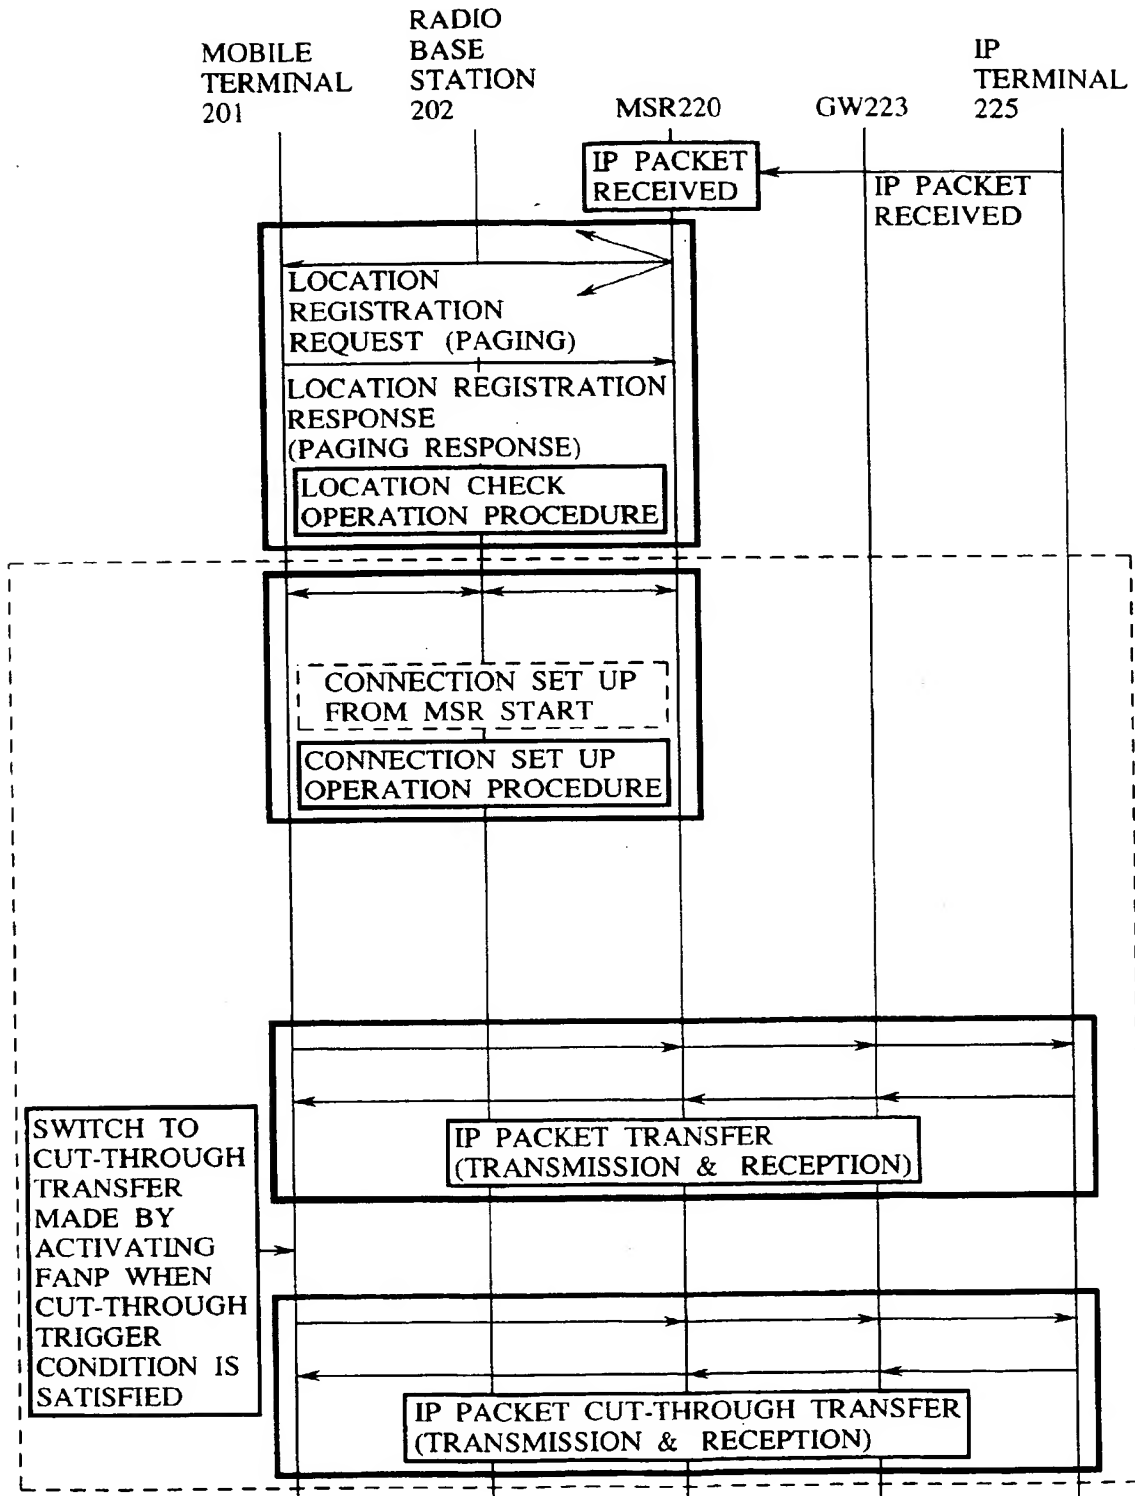 MOBILE
TERMINAL
201
RADIO
BASE
STATION
202
MSR220
GW223
IP
TERMINAL
225
IP PACKET
RECEIVED
IP PACKET
RECEIVED
LOCATION
REGISTRATION
REQUEST (PAGING)
LOCATION REGISTRATION
RESPONSE
(PAGING RESPONSE)
LOCATION CHECK
OPERATION PROCEDURE
CONNECTION SET UP
FROM MSR START
CONNECTION SET UP
OPERATION PROCEDURE
IP PACKET TRANSFER
(TRANSMISSION & RECEPTION)
SWITCH TO
CUT-THROUGH
TRANSFER
MADE BY
ACTIVATING
FANP WHEN
CUT-THROUGH
TRIGGER
CONDITION IS
SATISFIED
IP PACKET CUT-THROUGH TRANSFER
(TRANSMISSION & RECEPTION)